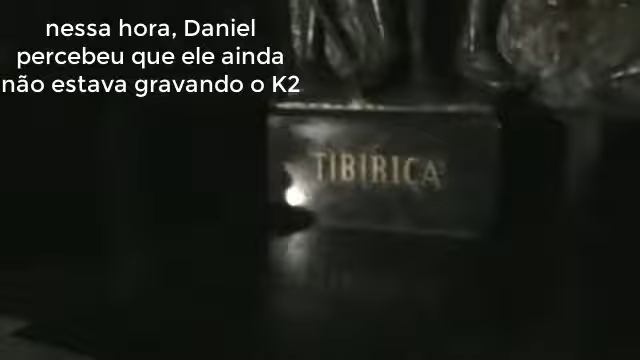 nessa hora, Daniel
percebeu que ele ainda
não estava gravando o K2
TIBIRIÇA